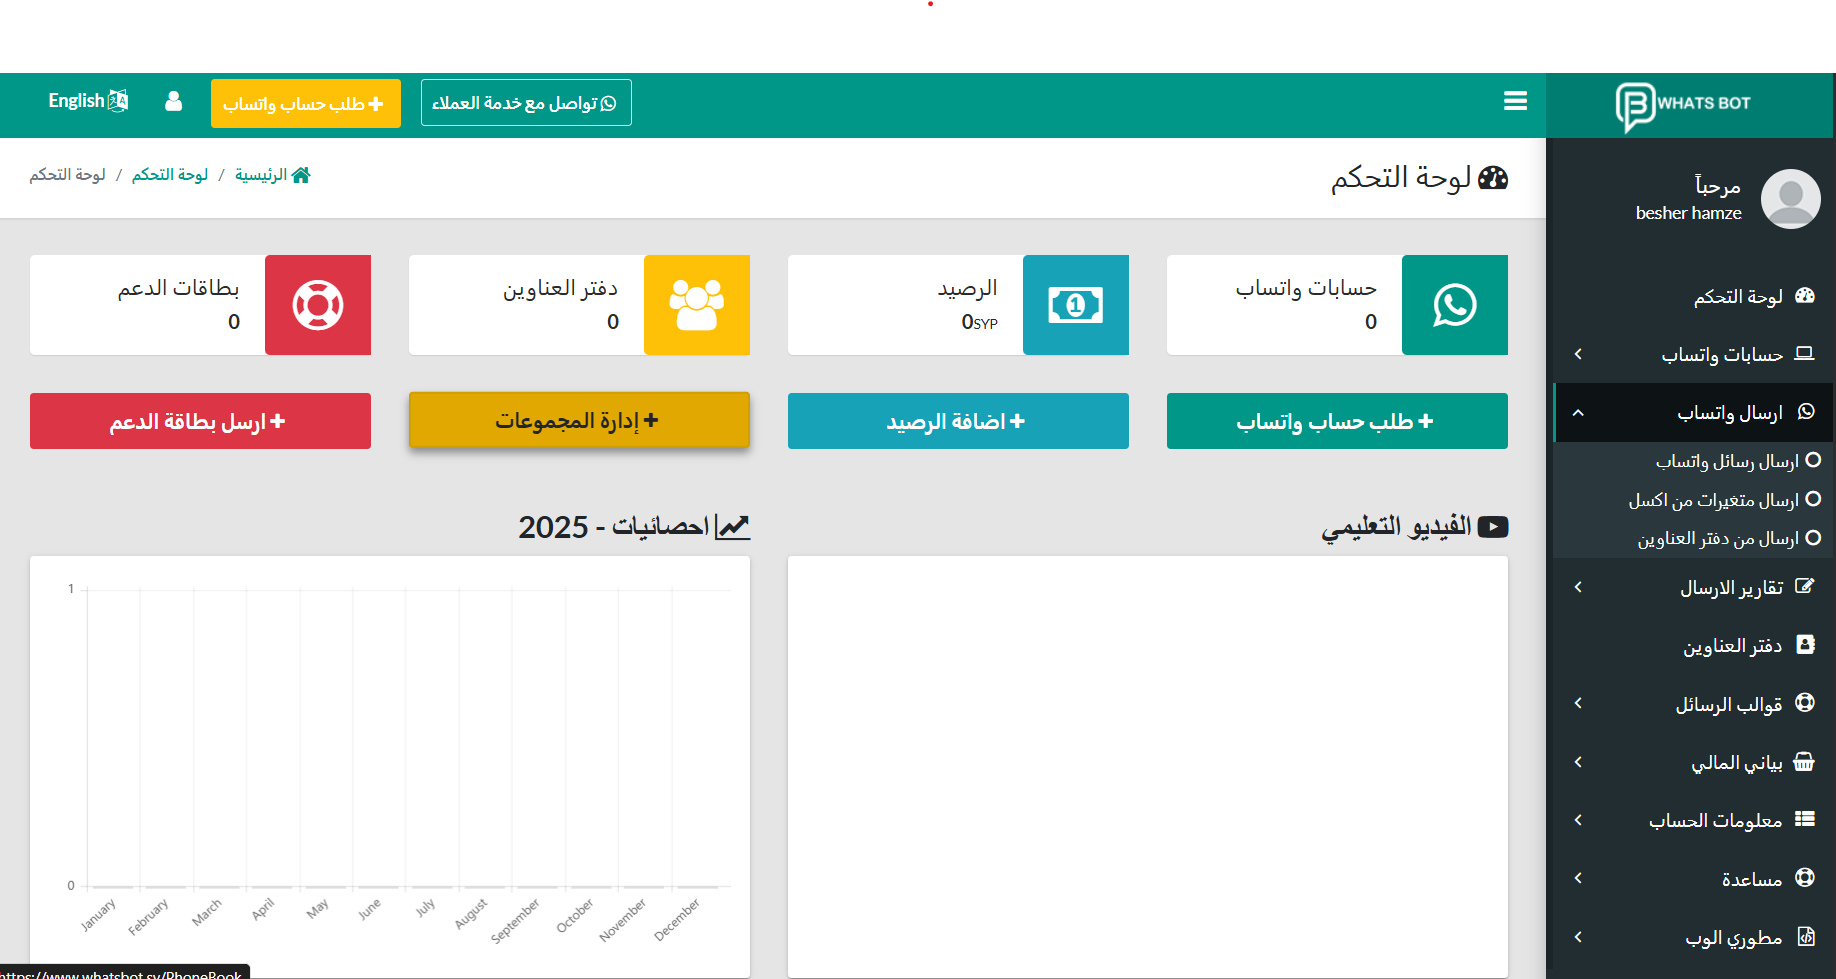 WHATS BOT
تواصل مع خدمة العملاء
طلب حساب واتساب
English
مرحباً
besher hamze
لوحة التحكم
حسابات واتساب
ارسال واتساب
ارسال رسائل واتساب
ارسال متغيرات من اكسل
ارسال من دفتر العناوين
تقارير الارسال
دفتر العناوين
قوالب الرسائل
بياني المالي
معلومات الحساب
مساعدة
مطوري الوب
لوحة التحكم
الرئيسية / لوحة التحكم / لوحة التحكم
حسابات واتساب
0
الرصيد
0SYP
دفتر العناوين
0
بطاقات الدعم
0
طلب حساب واتساب
اضافة الرصيد
إدارة المجموعات
ارسل بطاقة الدعم
الفيديو التعليمي
احصائيات - 2025
1
0
January
February
March
April
May
June
July
August
September
October
November
December
https://www.whatsbot.sy/PhoneBook